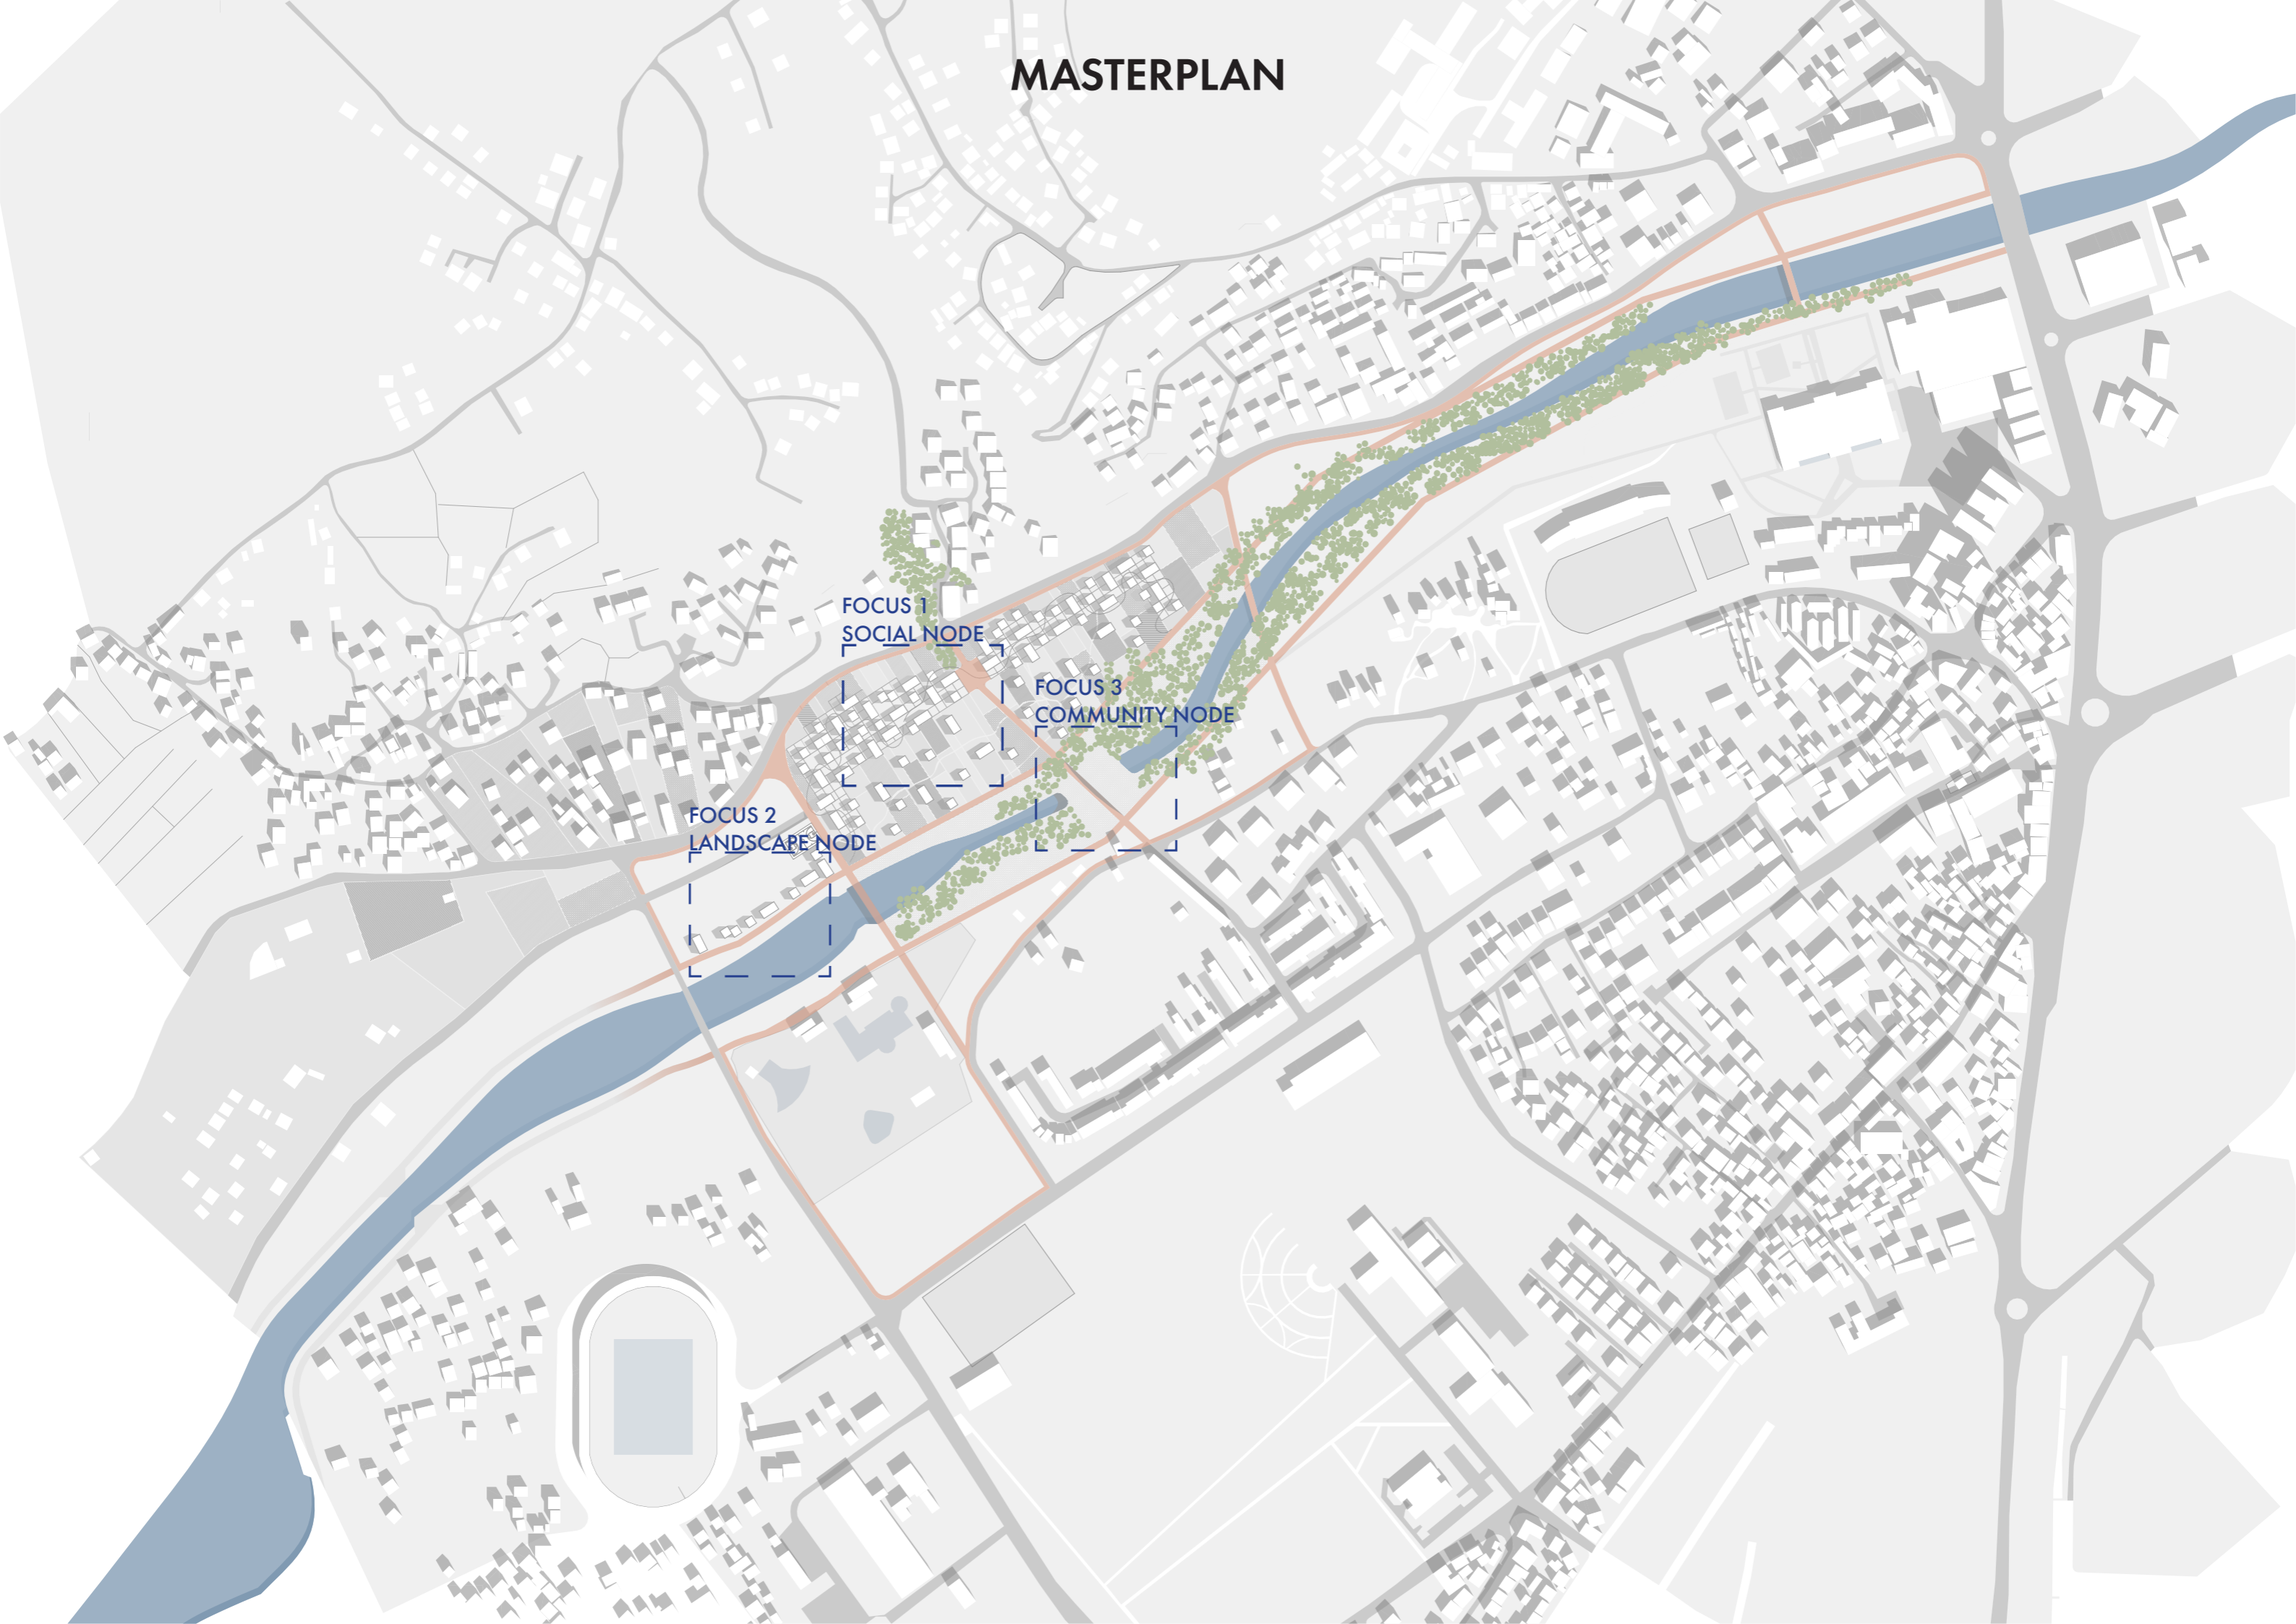 MASTERPLAN
FOCUS 1
SOCIAL NODE
FOCUS 3
COMMUNITY NODE
FOCUS 2
LANDSCAPE NODE